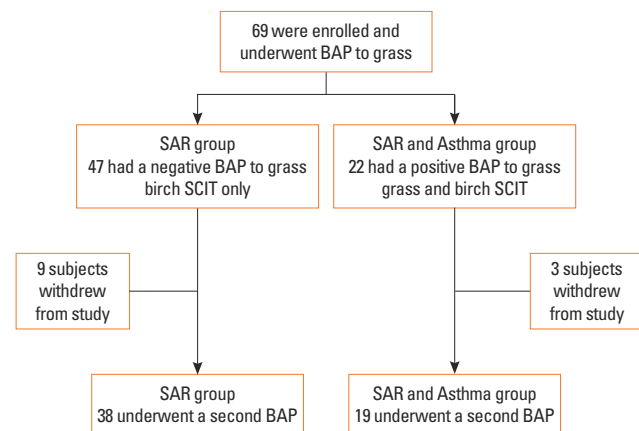 69 were enrolled and
underwent BAP to grass
SAR group
47 had a negative BAP to grass
birch SCIT only
SAR and Asthma group
22 had a positive BAP to grass
grass and birch SCIT
9 subjects
withdrew
from study
3 subjects
withdrew
from study
SAR group
38 underwent a second BAP
SAR and Asthma group
19 underwent a second BAP